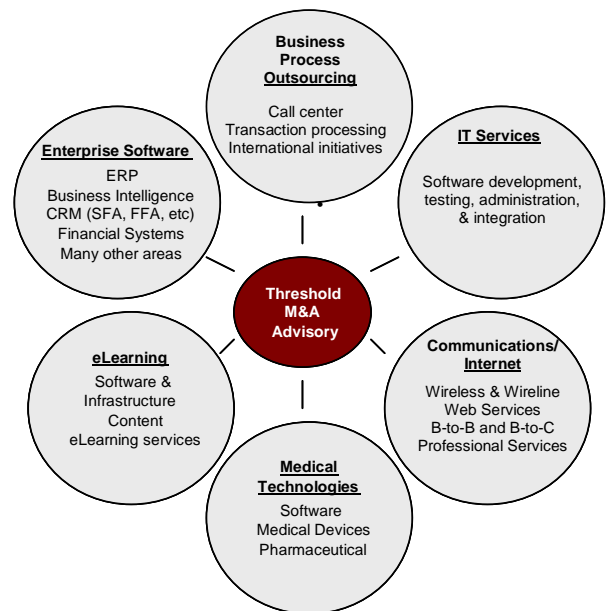 Business
Process
Outsourcing
Call center
Transaction processing
International initiatives
Enterprise Software
ERP
Business Intelligence
CRM (SFA, FFA, etc)
Financial Systems
Many other areas
IT Services
Software development,
testing, administration,
& integration
Threshold
M&A
Advisory
eLearning
Software &
Infrastructure
Content
eLearning services
Communications/
Internet
Wireless & Wireline
Web Services
B-to-B and B-to-C
Professional Services
Medical
Technologies
Software
Medical Devices
Pharmaceutical